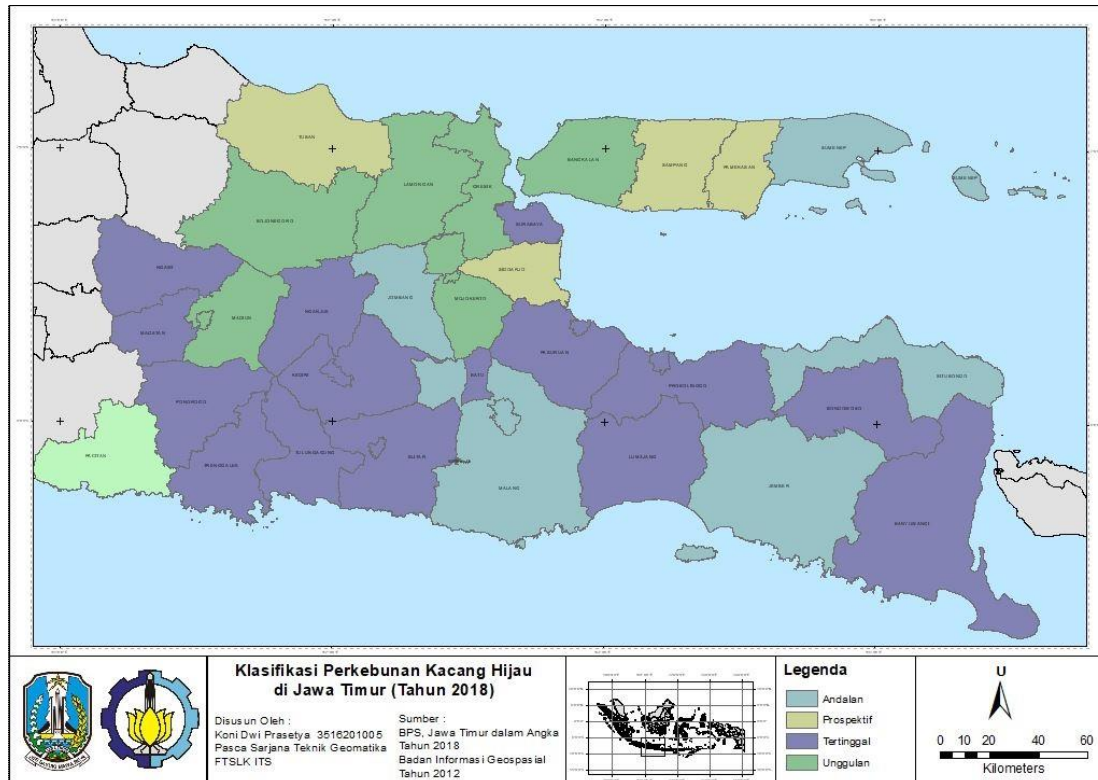 TUBAN
LAMONGAN
GRESIK
BANGKALAN
SAMPANG
PAMEKASAN
SUMENEP
SUMENEP
BOJONEGORO
SURABAYA
NGAWI
SIDOARJO
JOMBANG
MOJOKERTO
MADIUN
NGANJUK
MAGETAN
PASURUAN
KEDIRI
BATU
PROBOLINGGO
SITUBONDO
PONOROGO
BONDOWOSO
PACITAN
TRENGGALEK
TULUNGAGUNG
BLITAR
LUMAJANG
MALANG
JEMBER
BANYUWANGI
Klasifikasi Perkebunan Kacang Hijau
di Jawa Timur (Tahun 2018)
Disusun Oleh :
Koni Dwi Prasetya 3516201005
Pasca Sarjana Teknik Geomatika
FTSLK ITS
Sumber :
BPS, Jawa Timur dalam Angka
Tahun 2018
Badan Informasi Geospasial
Tahun 2012
Legenda
Andalan
Prospektif
Tertinggal
Unggulan
U
0 10 20 40 60
Kilometers